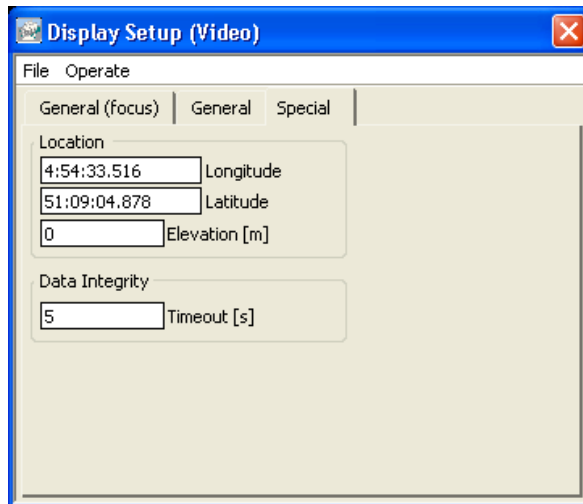 Display Setup (Video)
File Operate
General (focus) General Special
Location
4:54:33.516 Longitude
51:09:04.878 Latitude
0 Elevation [m]
Data Integrity
5 Timeout [s]